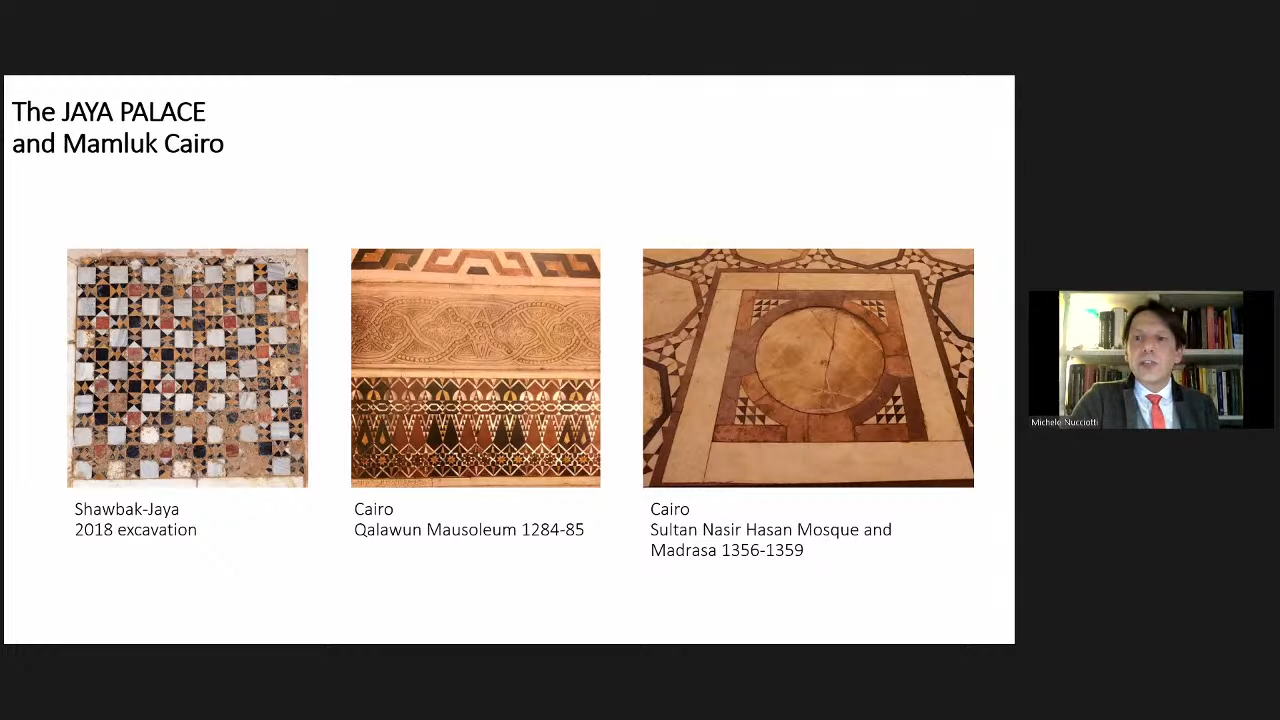 The JAYA PALACE
and Mamluk Cairo
Shawbak-Jaya
2018 excavation
Cairo
Qalawun Mausoleum 1284-85
Cairo
Sultan Nasir Hasan Mosque and
Madrasa 1356-1359
Michele Nucciotti